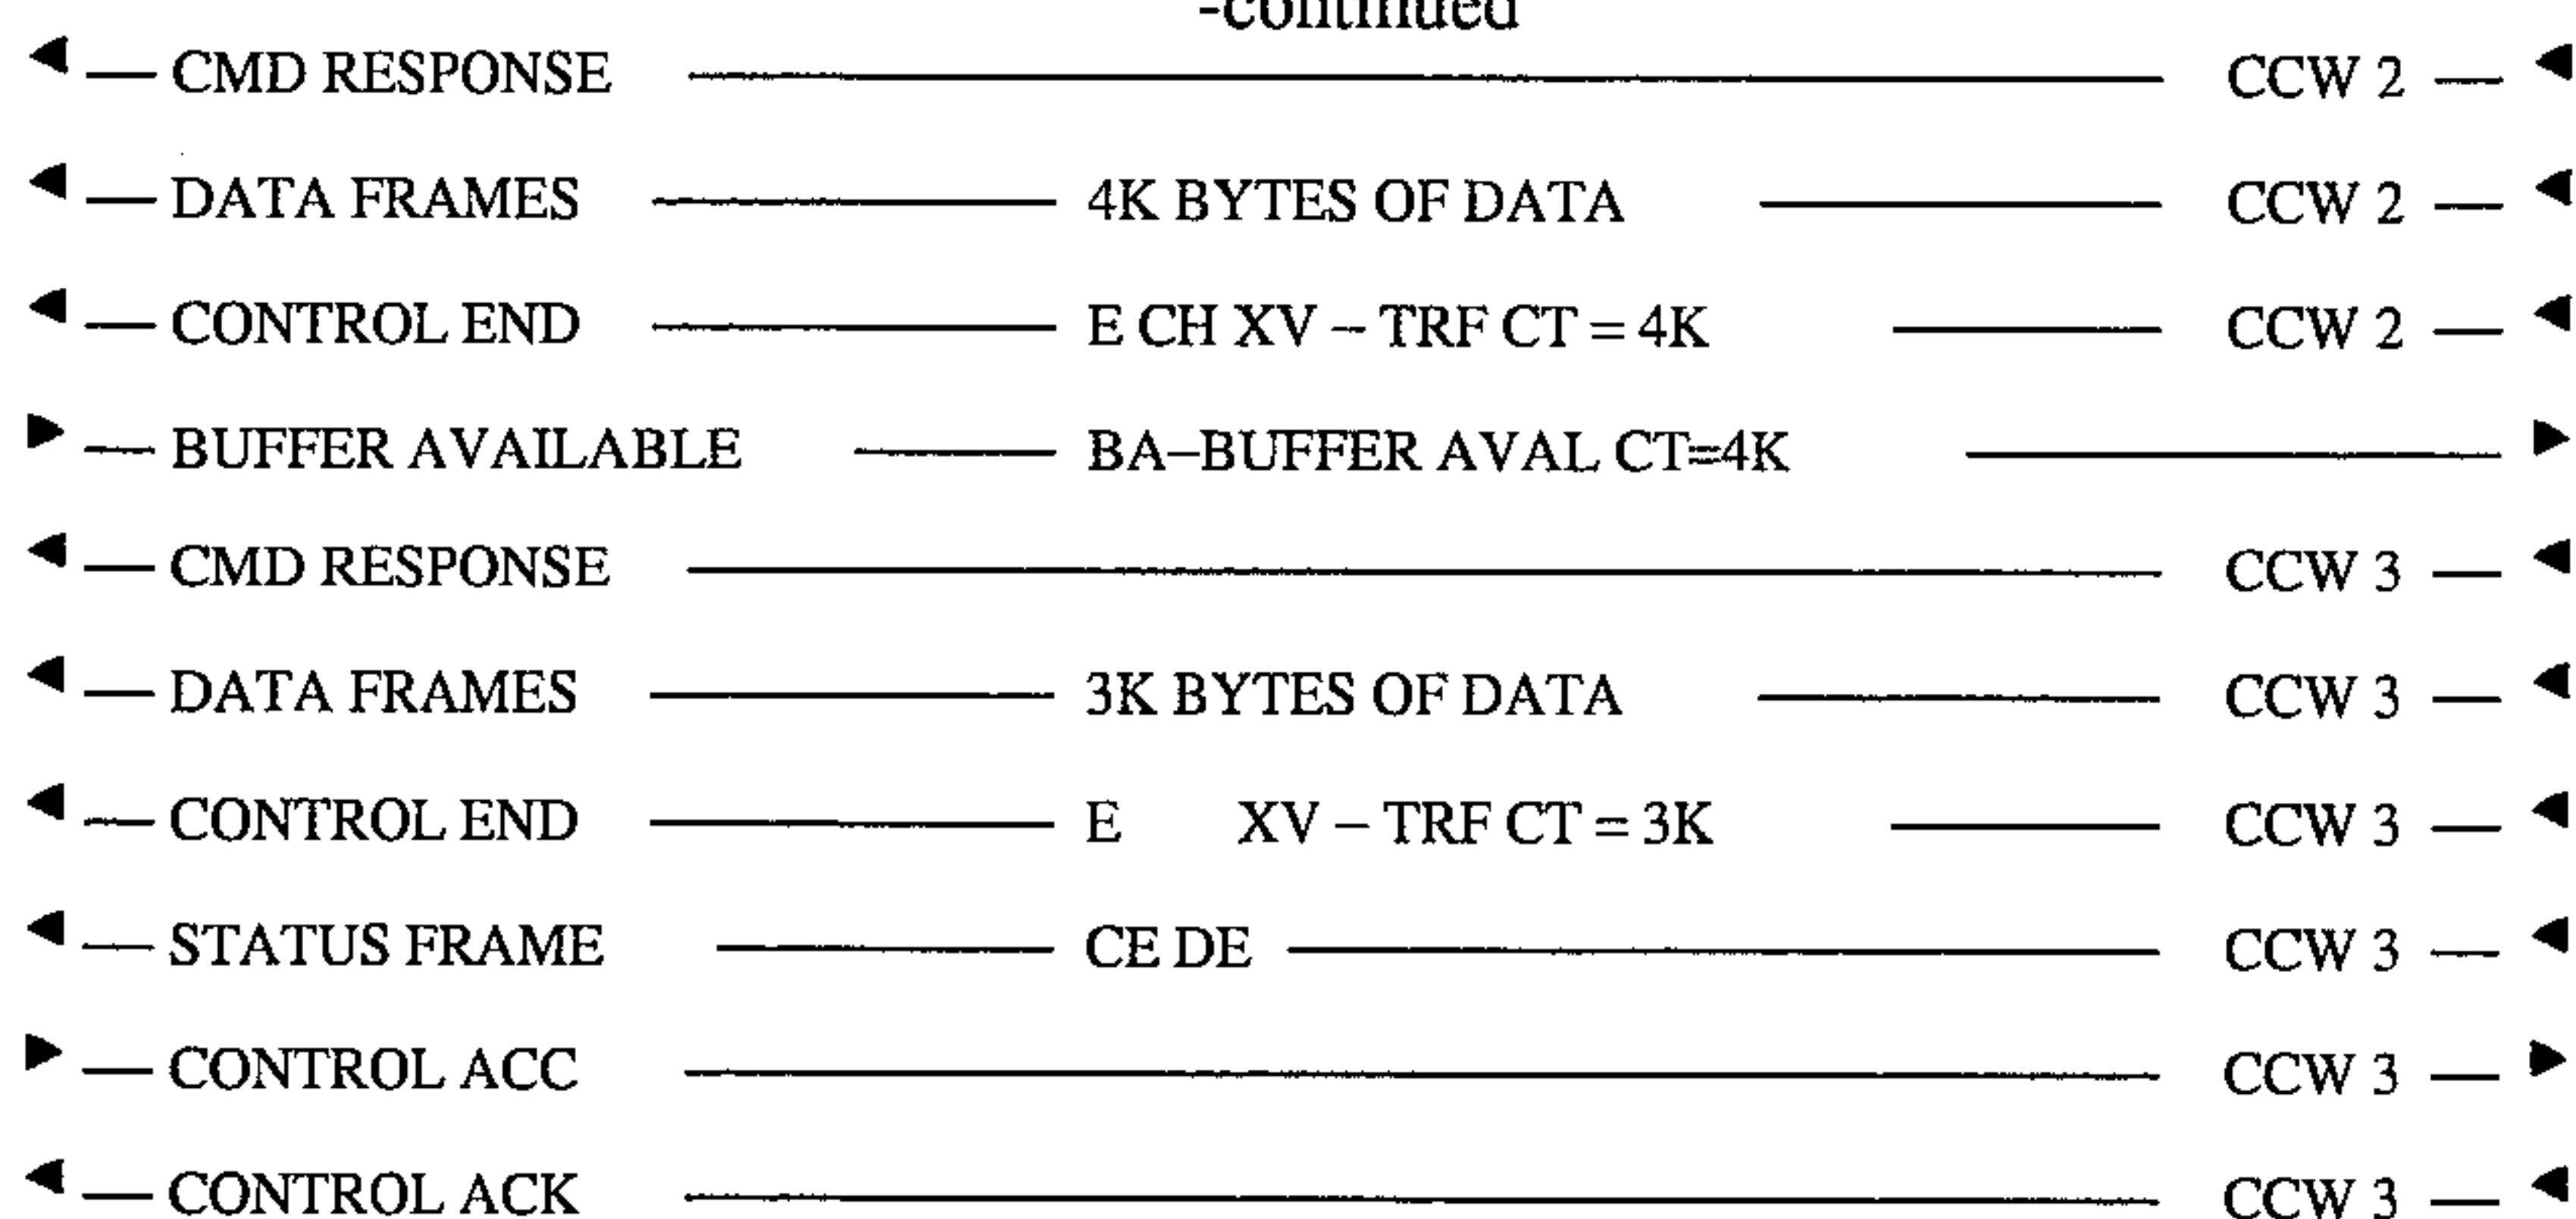 -continued
CMD RESPONSE CCW 2
DATA FRAMES 4K BYTES OF DATA CCW 2
CONTROL END E CH XV – TRF CT = 4K CCW 2
BUFFER AVAILABLE BA–BUFFER AVAL CT=4K
CMD RESPONSE CCW 3
DATA FRAMES 3K BYTES OF DATA CCW 3
CONTROL END E XV – TRF CT = 3K CCW 3
STATUS FRAME CE DE CCW 3
CONTROL ACC CCW 3
CONTROL ACK CCW 3